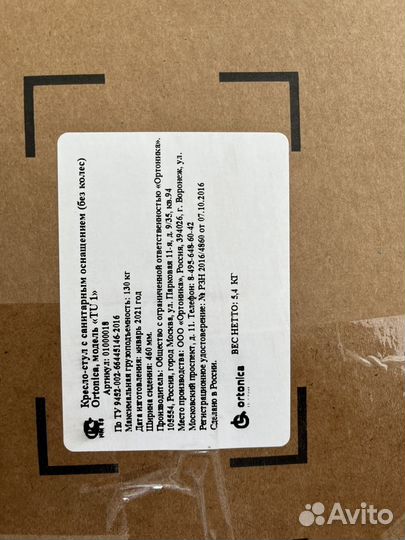 Кресло-стул с санитарным оснащением (без колес)
Ortonica, модель «TU 1»
Артикул: 01000018
По ТУ 9452-002-66445146-2016
Максимальная грузоподъемность: 130 кг
Дата изготовления: январь 2021 год
Ширина сидения: 460 мм.
Производитель: Общество с ограниченной ответственностью «Ортоника».
105554, Россия, город Москва, ул. Парковая 11-я, д. 9/35, кв.94
Место производства: ООО «Ортоника», Россия, 394026, г. Воронеж, ул.
Московский проспект, д. 11. Телефон: 8-495-648-60-42
Регистрационное удостоверение: № РЗН 2016/4860 от 07.10.2016
Сделано в России.
ВЕС НЕТТО: 5,4 КГ
ortonica
Avito